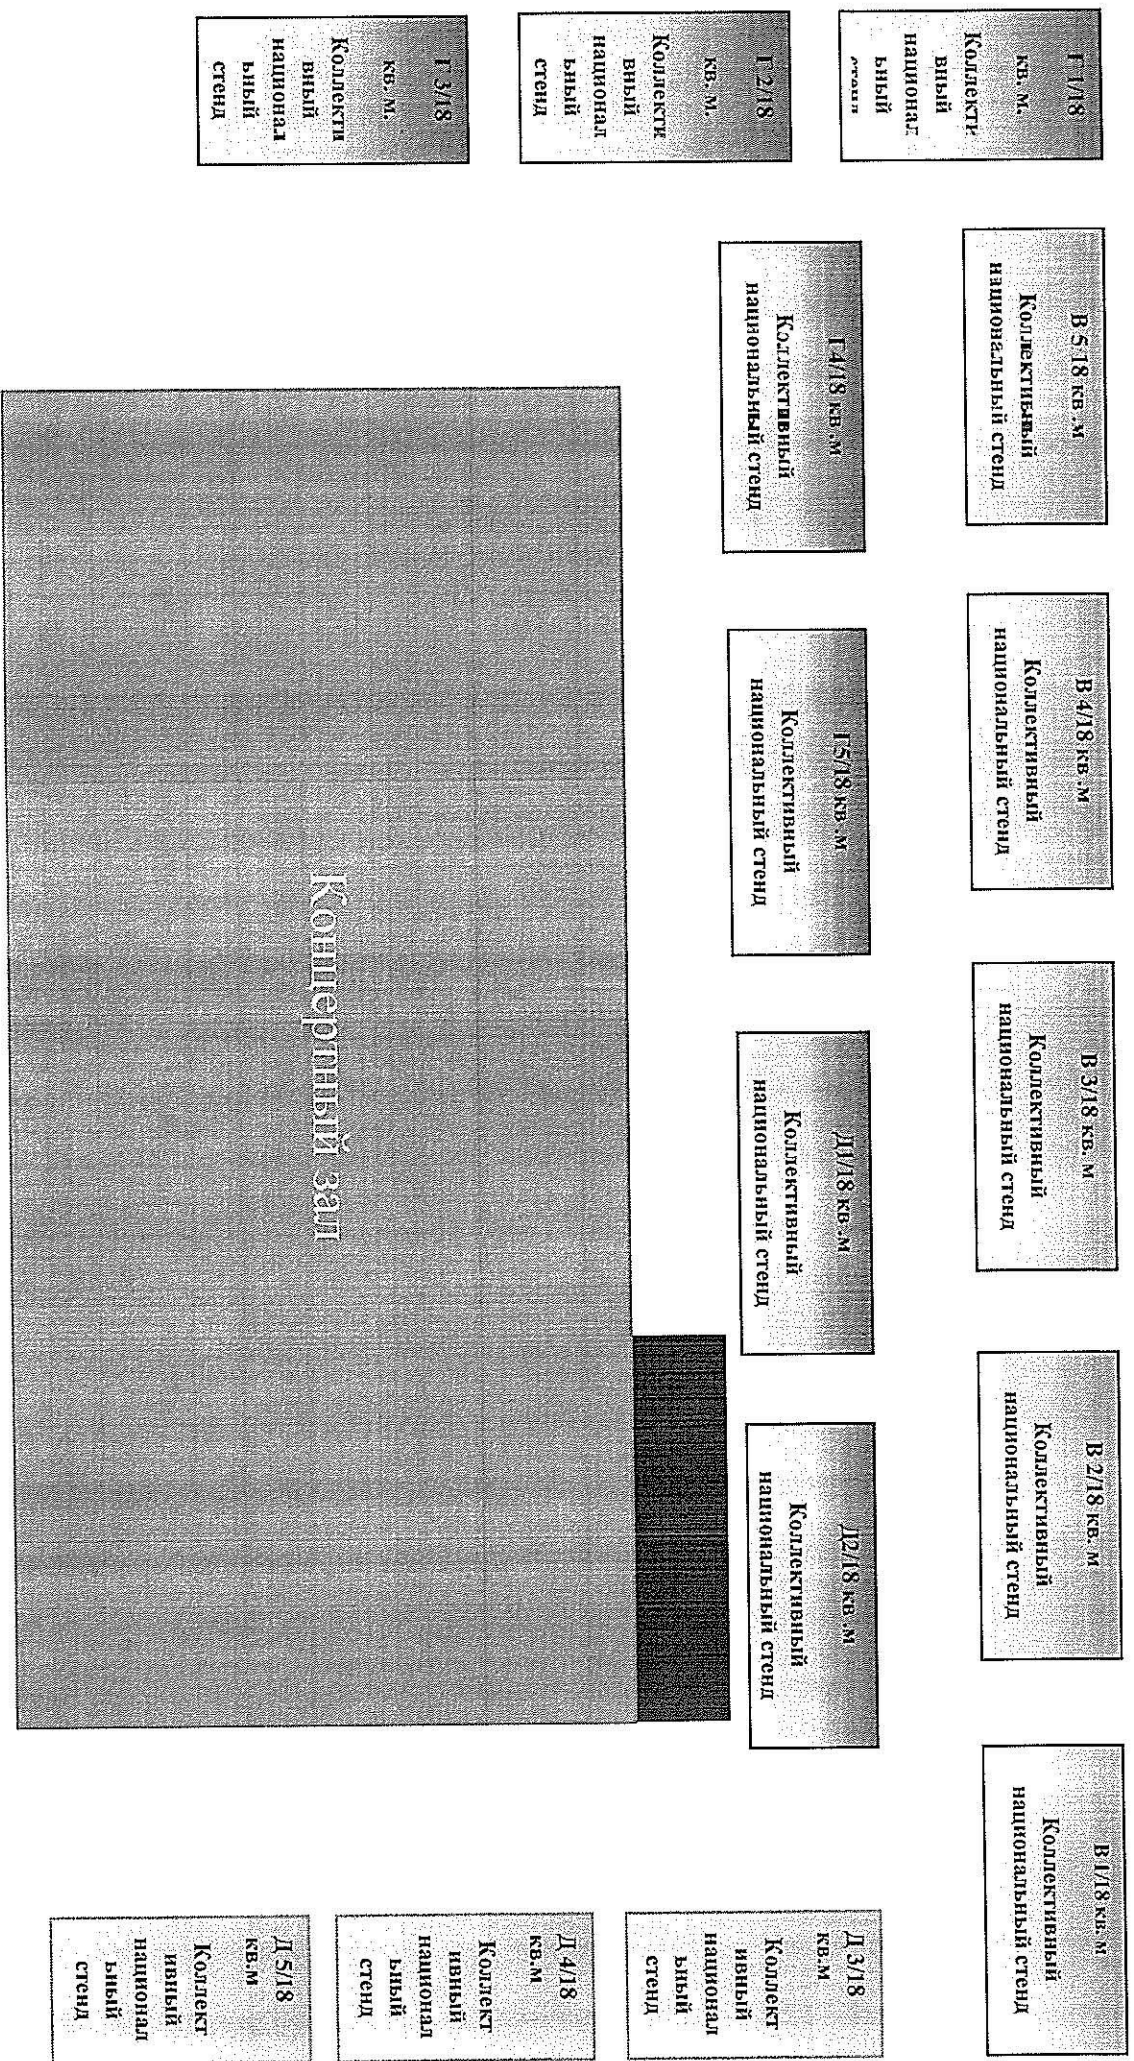 В 5/18 кв .м
Коллективный
национальный стенд
В 4/18 кв .м
Коллективный
национальный стенд
В 3/18 кв. м
Коллективный
национальный стенд
В 2/18 кв. м
Коллективный
национальный стенд
В 1/18 кв. м
Коллективный
национальный стенд
Г 1/18
кв. м.
Коллекти
вный
национал
ьный
стенд
Г 2/18
кв. м.
Коллекти
вный
национал
ьный
стенд
Г 3/18
кв. м.
Коллекти
вный
национал
ьный
стенд
Г4/18 кв .м
Коллективный
национальный стенд
Г5/18 кв .м
Коллективный
национальный стенд
Д1/18 кв .м
Коллективный
национальный стенд
Д2/18 кв .м
Коллективный
национальный стенд
Д 3/18
кв.м
Коллект
ивный
национал
ьный
стенд
Д 4/18
кв.м
Коллект
ивный
национал
ьный
стенд
Д 5/18
кв.м
Коллект
ивный
национал
ьный
стенд
Концертный зал